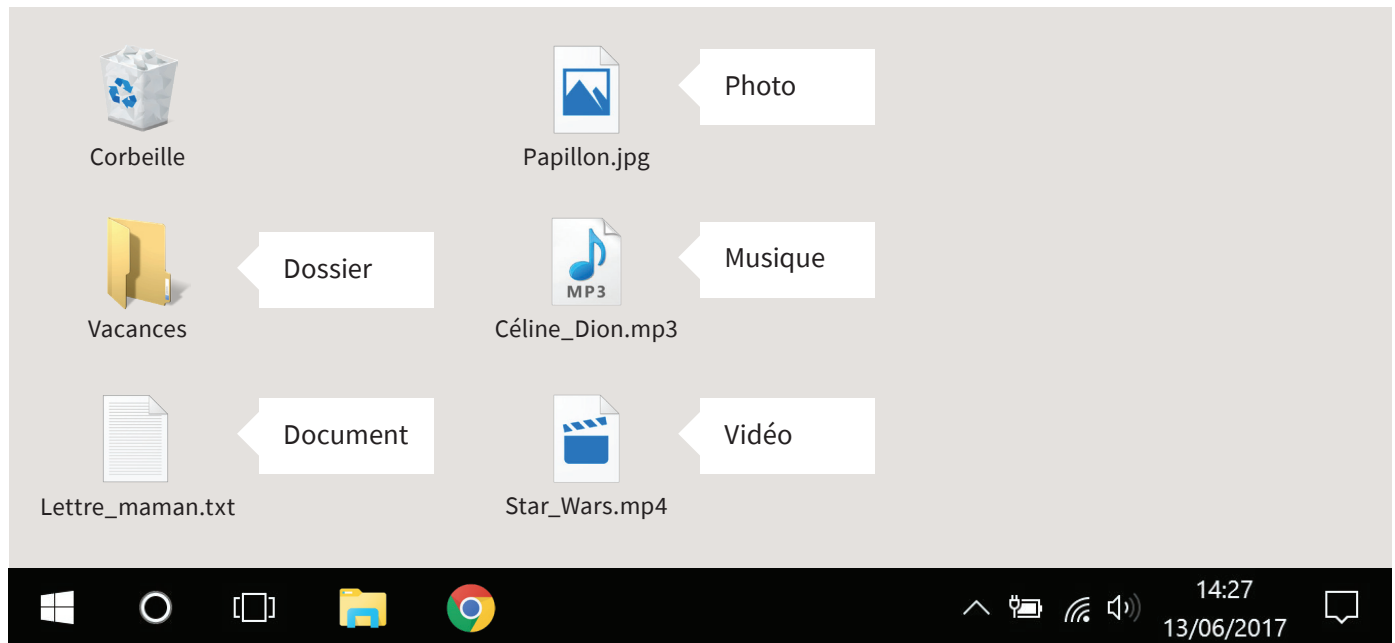 Corbeille
Papillon.jpg
Photo
Vacances
Dossier
MP3
Céline_Dion.mp3
Musique
Lettre_maman.txt
Document
Star_Wars.mp4
Vidéo
14:27
13/06/2017